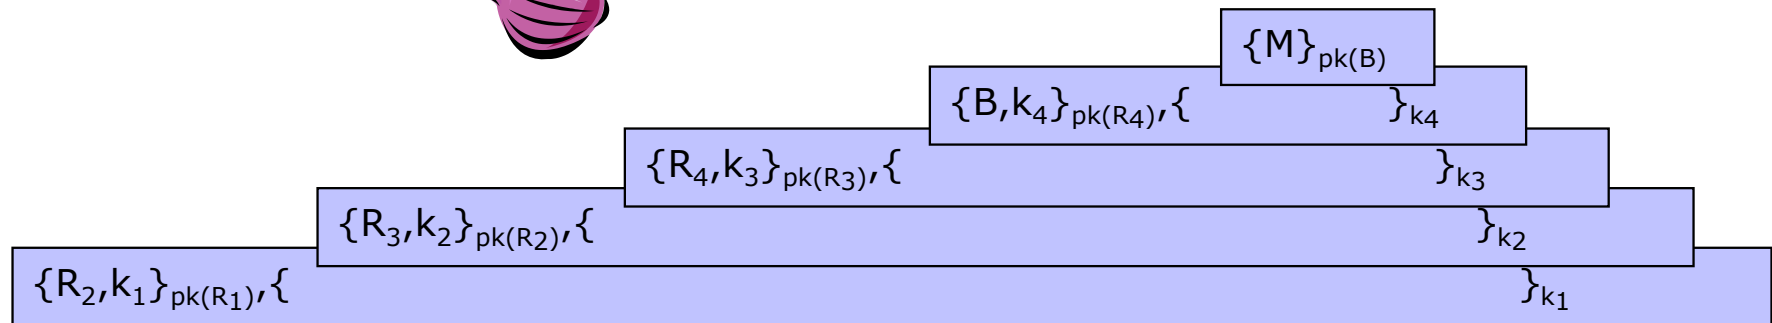 {M}pk(B)
{B,k4}pk(R4),{ }k4
{R4,k3}pk(R3),{ }k3
{R3,k2}pk(R2),{ }k2
{R2,k1}pk(R1),{ }k1